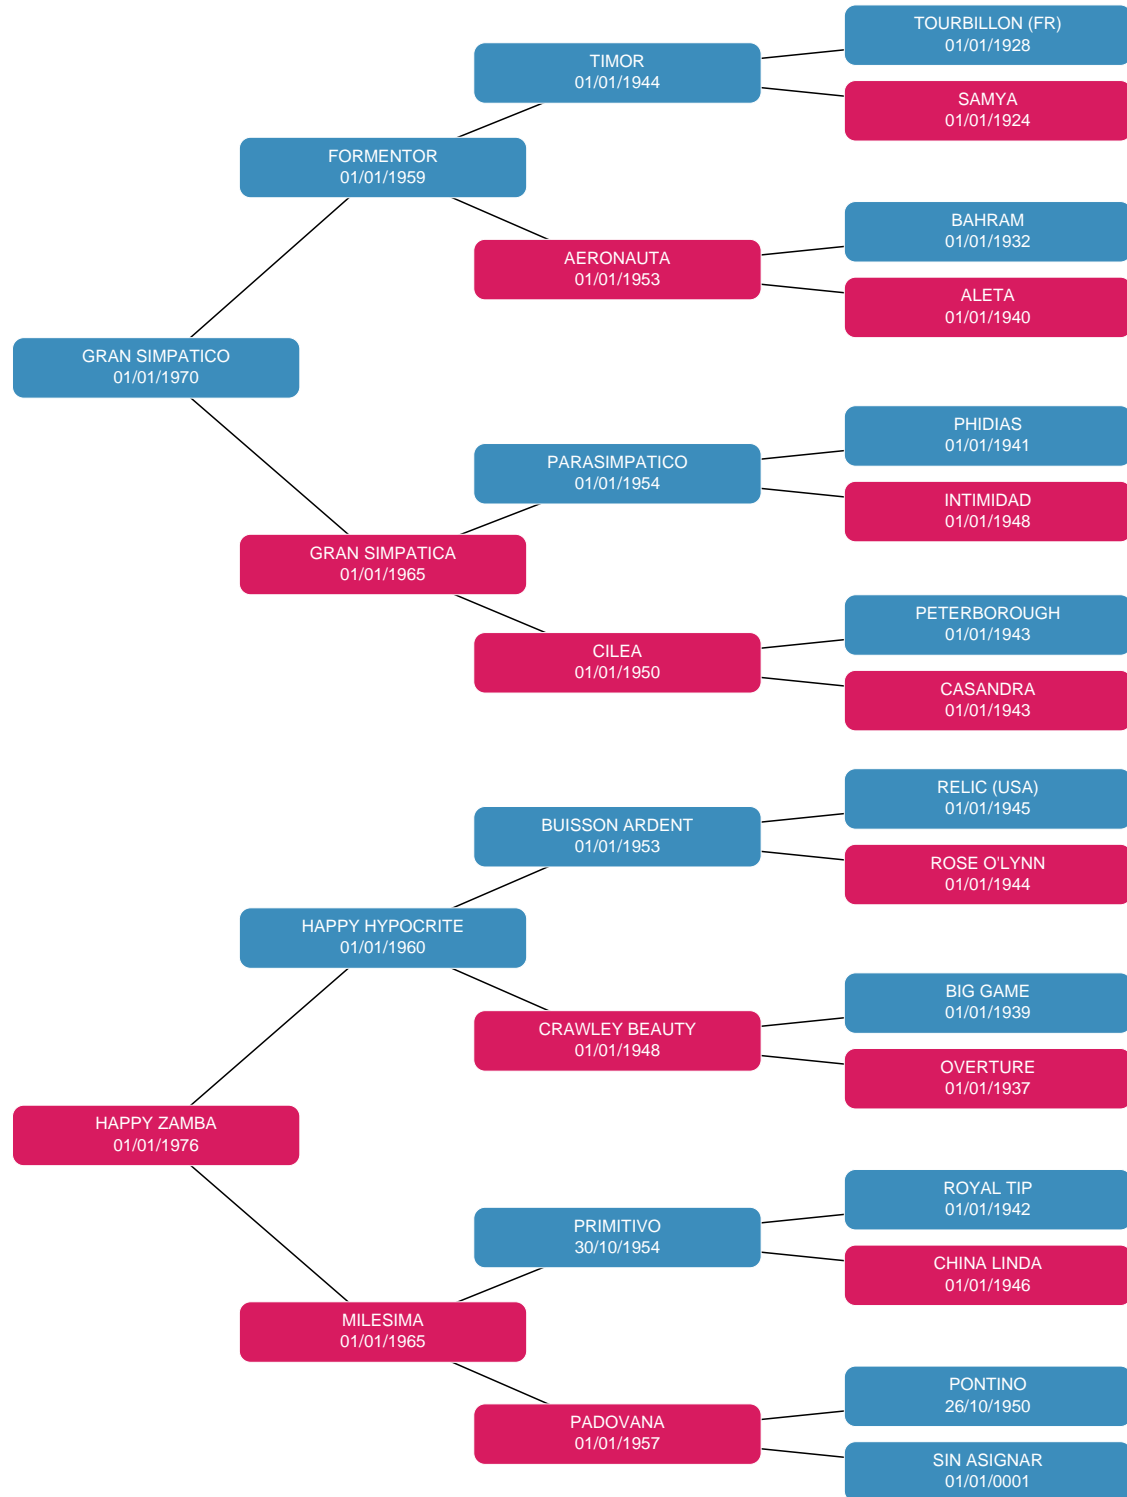 TOURBILLON (FR)
01/01/1928
TIMOR
01/01/1944
SAMYA
01/01/1924
FORMENTOR
01/01/1959
BAHRAM
01/01/1932
AERONAUTA
01/01/1953
ALETA
01/01/1940
GRAN SIMPATICO
01/01/1970
PHIDIAS
01/01/1941
PARASIMPATICO
01/01/1954
INTIMIDAD
01/01/1948
GRAN SIMPATICA
01/01/1965
PETERBOROUGH
01/01/1943
CILEA
01/01/1950
CASANDRA
01/01/1943
RELIC (USA)
01/01/1945
BUISSON ARDENT
01/01/1953
ROSE O'LYNN
01/01/1944
HAPPY HYPOCRITE
01/01/1960
BIG GAME
01/01/1939
CRAWLEY BEAUTY
01/01/1948
OVERTURE
01/01/1937
HAPPY ZAMBA
01/01/1976
ROYAL TIP
01/01/1942
PRIMITIVO
30/10/1954
CHINA LINDA
01/01/1946
MILESIMA
01/01/1965
PONTINO
26/10/1950
PADOVANA
01/01/1957
SIN ASIGNAR
01/01/0001